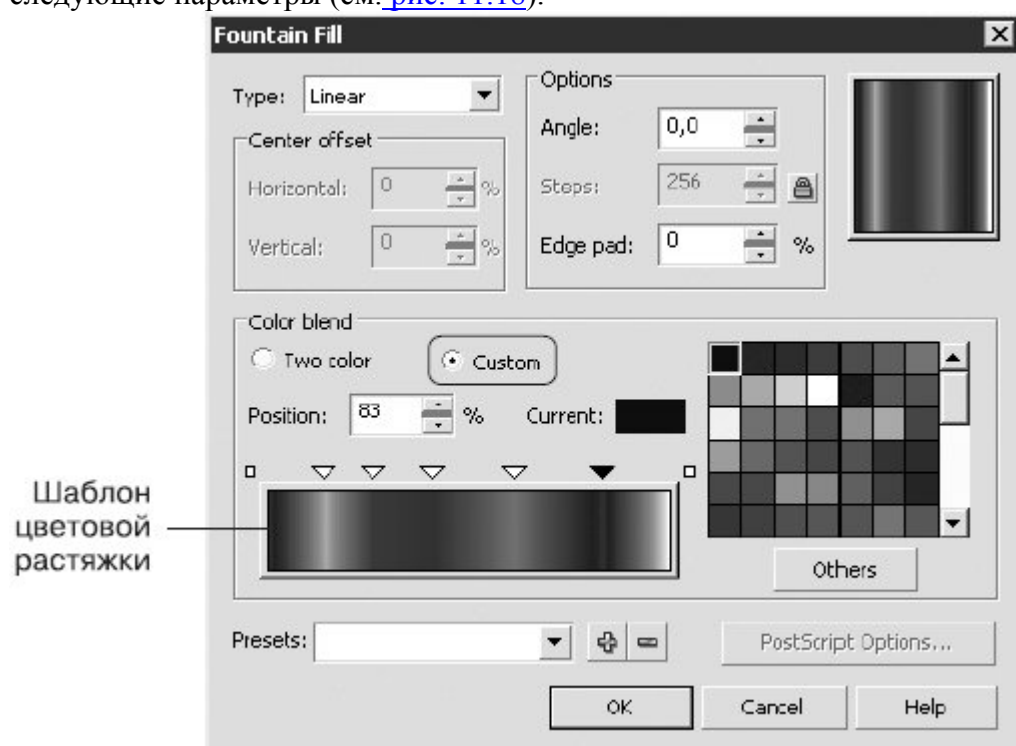 следующие параметры (см. рис. 11.18).
Fountain Fill
Type: Linear
Options
Angle: 0,0
Center offset
Horizontal: 0 %
Steps: 256
Vertical: 0 %
Edge pad: 0 %
Color blend
Two color
Custom
Position: 83 %
Current:
Шаблон
цветовой
растяжки
Others
Presets:
PostScript Options...
OK
Cancel
Help